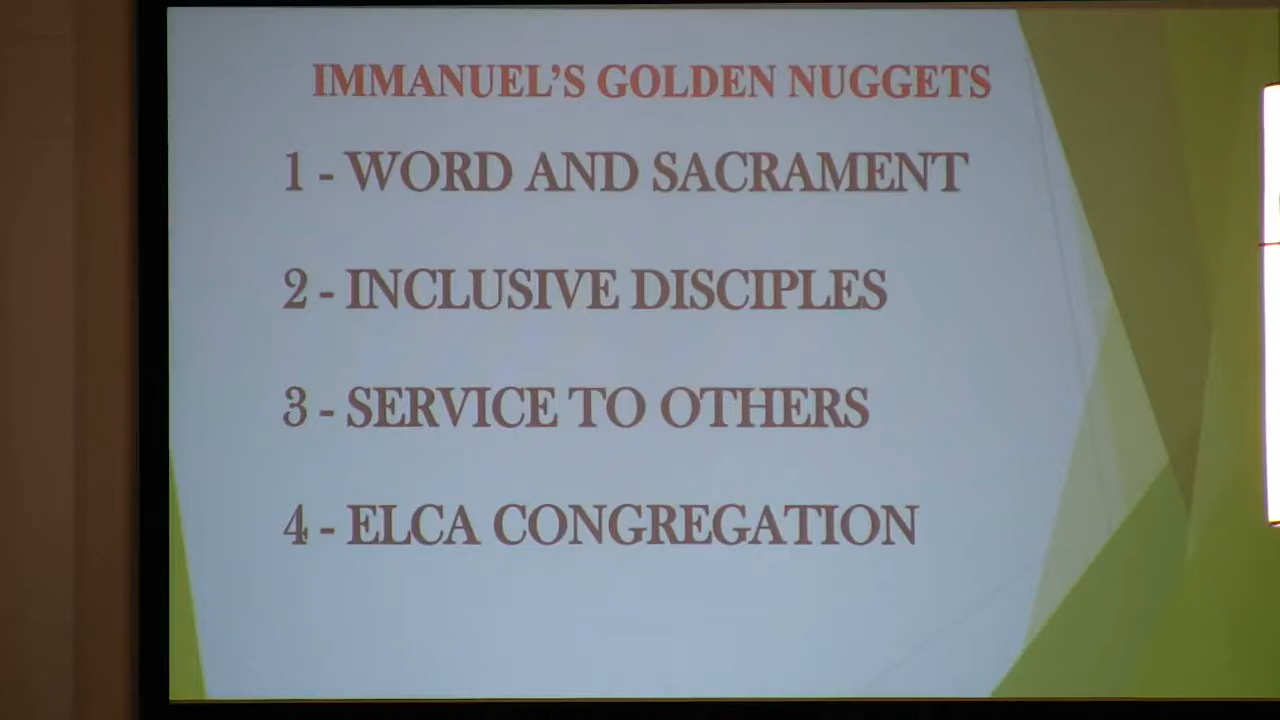 IMMANUEL’S GOLDEN NUGGETS
1 - WORD AND SACRAMENT
2 - INCLUSIVE DISCIPLES
3 - SERVICE TO OTHERS
4 - ELCA CONGREGATION